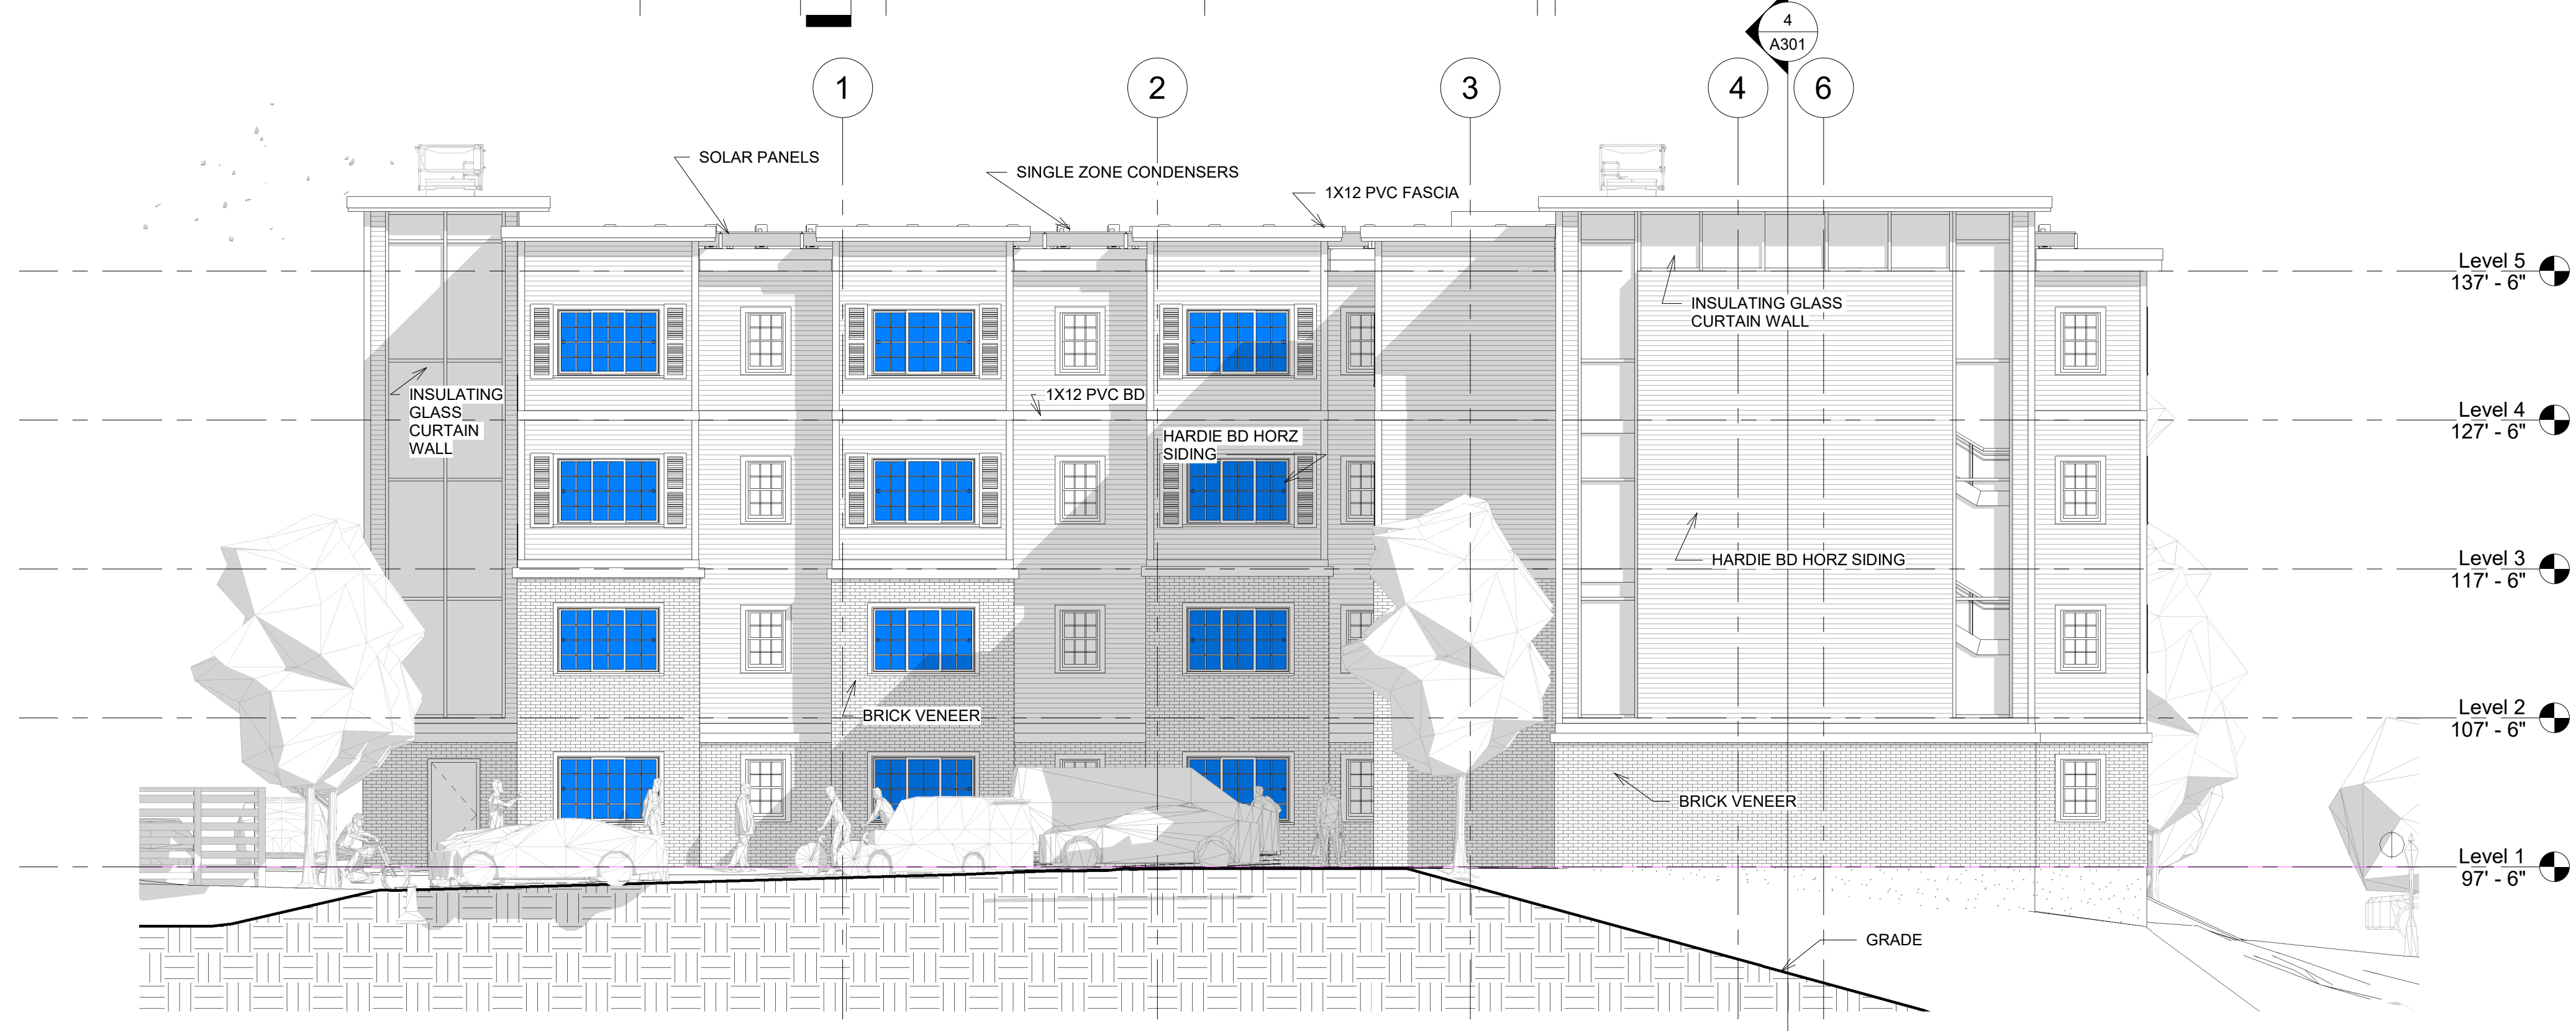 4
A301
1
2
3
4
6
SOLAR PANELS
SINGLE ZONE CONDENSERS
1X12 PVC FASCIA
Level 5
137' - 6"
INSULATING GLASS
CURTAIN WALL
INSULATING
GLASS
CURTAIN
WALL
1X12 PVC BD
Level 4
127' - 6"
HARDIE BD HORZ
SIDING
HARDIE BD HORZ SIDING
Level 3
117' - 6"
BRICK VENEER
Level 2
107' - 6"
BRICK VENEER
Level 1
97' - 6"
GRADE